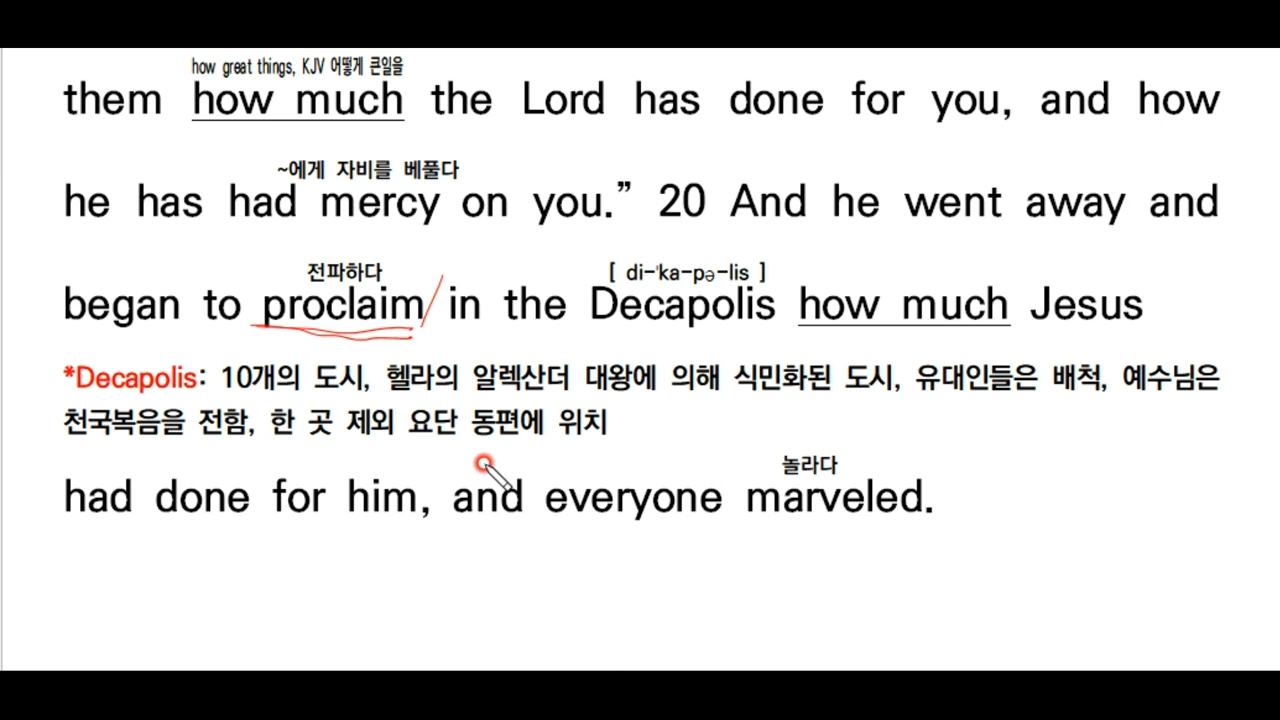 how great things, KJV 어떻게 큰일을
them how much the Lord has done for you, and how
~에게 자비를 베풀다
he has had mercy on you.” 20 And he went away and
전파하다 [ di-'ka-pə-lis ]
began to proclaim in the Decapolis how much Jesus
*Decapolis: 10개의 도시, 헬라의 알렉산더 대왕에 의해 식민화된 도시, 유대인들은 배척, 예수님은
천국복음을 전함, 한 곳 제외 요단 동편에 위치
놀라다
had done for him, and everyone marveled.